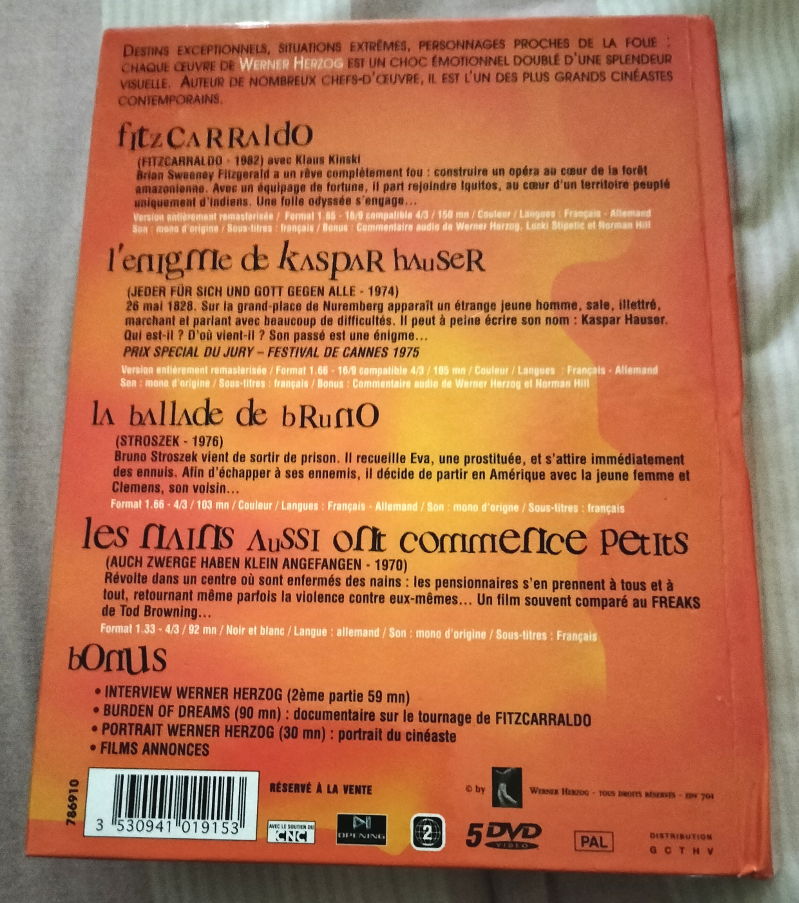 DESTINS EXCEPTIONNELS, SITUATIONS EXTRÊMES, PERSONNAGES PROCHES DE LA FOLIE :
CHAQUE ŒUVRE DE WERNER HERZOG EST UN CHOC ÉMOTIONNEL DOUBLÉ D'UNE SPLENDEUR
VISUELLE. AUTEUR DE NOMBREUX CHEFS-D'ŒUVRE, IL EST L'UN DES PLUS GRANDS CINÉASTES
CONTEMPORAINS.
fitzCARRAldO
(FITZCARRALDO - 1982) avec Klaus Kinski
Brian Sweeney Fitzgerald a un rêve complètement fou : construire un opéra au cœur de la forêt
amazonienne. Avec un équipage de fortune, il part rejoindre Iquitos, au cœur d'un territoire peuplé
uniquement d'indiens. Une folle odyssée s'engage...
Version entièrement remasterisée / Format 1.85 - 16/9 compatible 4/3 / 150 mn / Couleur / Langues : Français - Allemand
Son : mono d'origine / Sous-titres : français / Bonus : Commentaire audio de Werner Herzog, Lucki Stipetic et Norman Hill
l'énigme de kASPAR hAuSeR
(JEDER FÜR SICH UND GOTT GEGEN ALLE - 1974)
26 mai 1828. Sur la grand-place de Nuremberg apparaît un étrange jeune homme, sale, illettré,
marchant et parlant avec beaucoup de difficultés. Il peut à peine écrire son nom : Kaspar Hauser.
Qui est-il ? D'où vient-il ? Son passé est une énigme...
PRIX SPECIAL DU JURY – FESTIVAL DE CANNES 1975
Version entièrement remasterisée / Format 1.66 - 16/9 compatible 4/3 / 105 mn / Couleur / Langues : Français - Allemand
Son : mono d'origine / Sous-titres : français / Bonus : Commentaire audio de Werner Herzog et Norman Hill
lA bAllAde de bRuno
(STROSZEK - 1976)
Bruno Stroszek vient de sortir de prison. Il recueille Eva, une prostituée, et s'attire immédiatement
des ennuis. Afin d'échapper à ses ennemis, il décide de partir en Amérique avec la jeune femme et
Clemens, son voisin...
Format 1.66 - 4/3 / 103 mn / Couleur / Langues : Français - Allemand / Son : mono d'origne / Sous-titres : français
les nAins AuSSI ont commence petits
(AUCH ZWERGE HABEN KLEIN ANGEFANGEN - 1970)
Révolte dans un centre où sont enfermés des nains : les pensionnaires s'en prennent à tous et à
tout, retournant même parfois la violence contre eux-mêmes... Un film souvent comparé au FREAKS
de Tod Browning...
Format 1.33 - 4/3 / 92 mn / Noir et blanc / Langue : allemand / Son : mono d'origine / Sous-titres : Français
bonus
• INTERVIEW WERNER HERZOG (2ème partie 59 mn)
• BURDEN OF DREAMS (90 mn) : documentaire sur le tournage de FITZCARRALDO
• PORTRAIT WERNER HERZOG (30 mn) : portrait du cinéaste
• FILMS ANNONCES
786910
3 530941 019153
RÉSERVÉ À LA VENTE
AVEC LE SOUTIEN DU
CNC
OPENING
2
5 DVD
VIDEO
PAL
© by
WERNER HERZOG - TOUS DROITS RÉSERVÉS - EDV 704
DISTRIBUTION
G C T H V